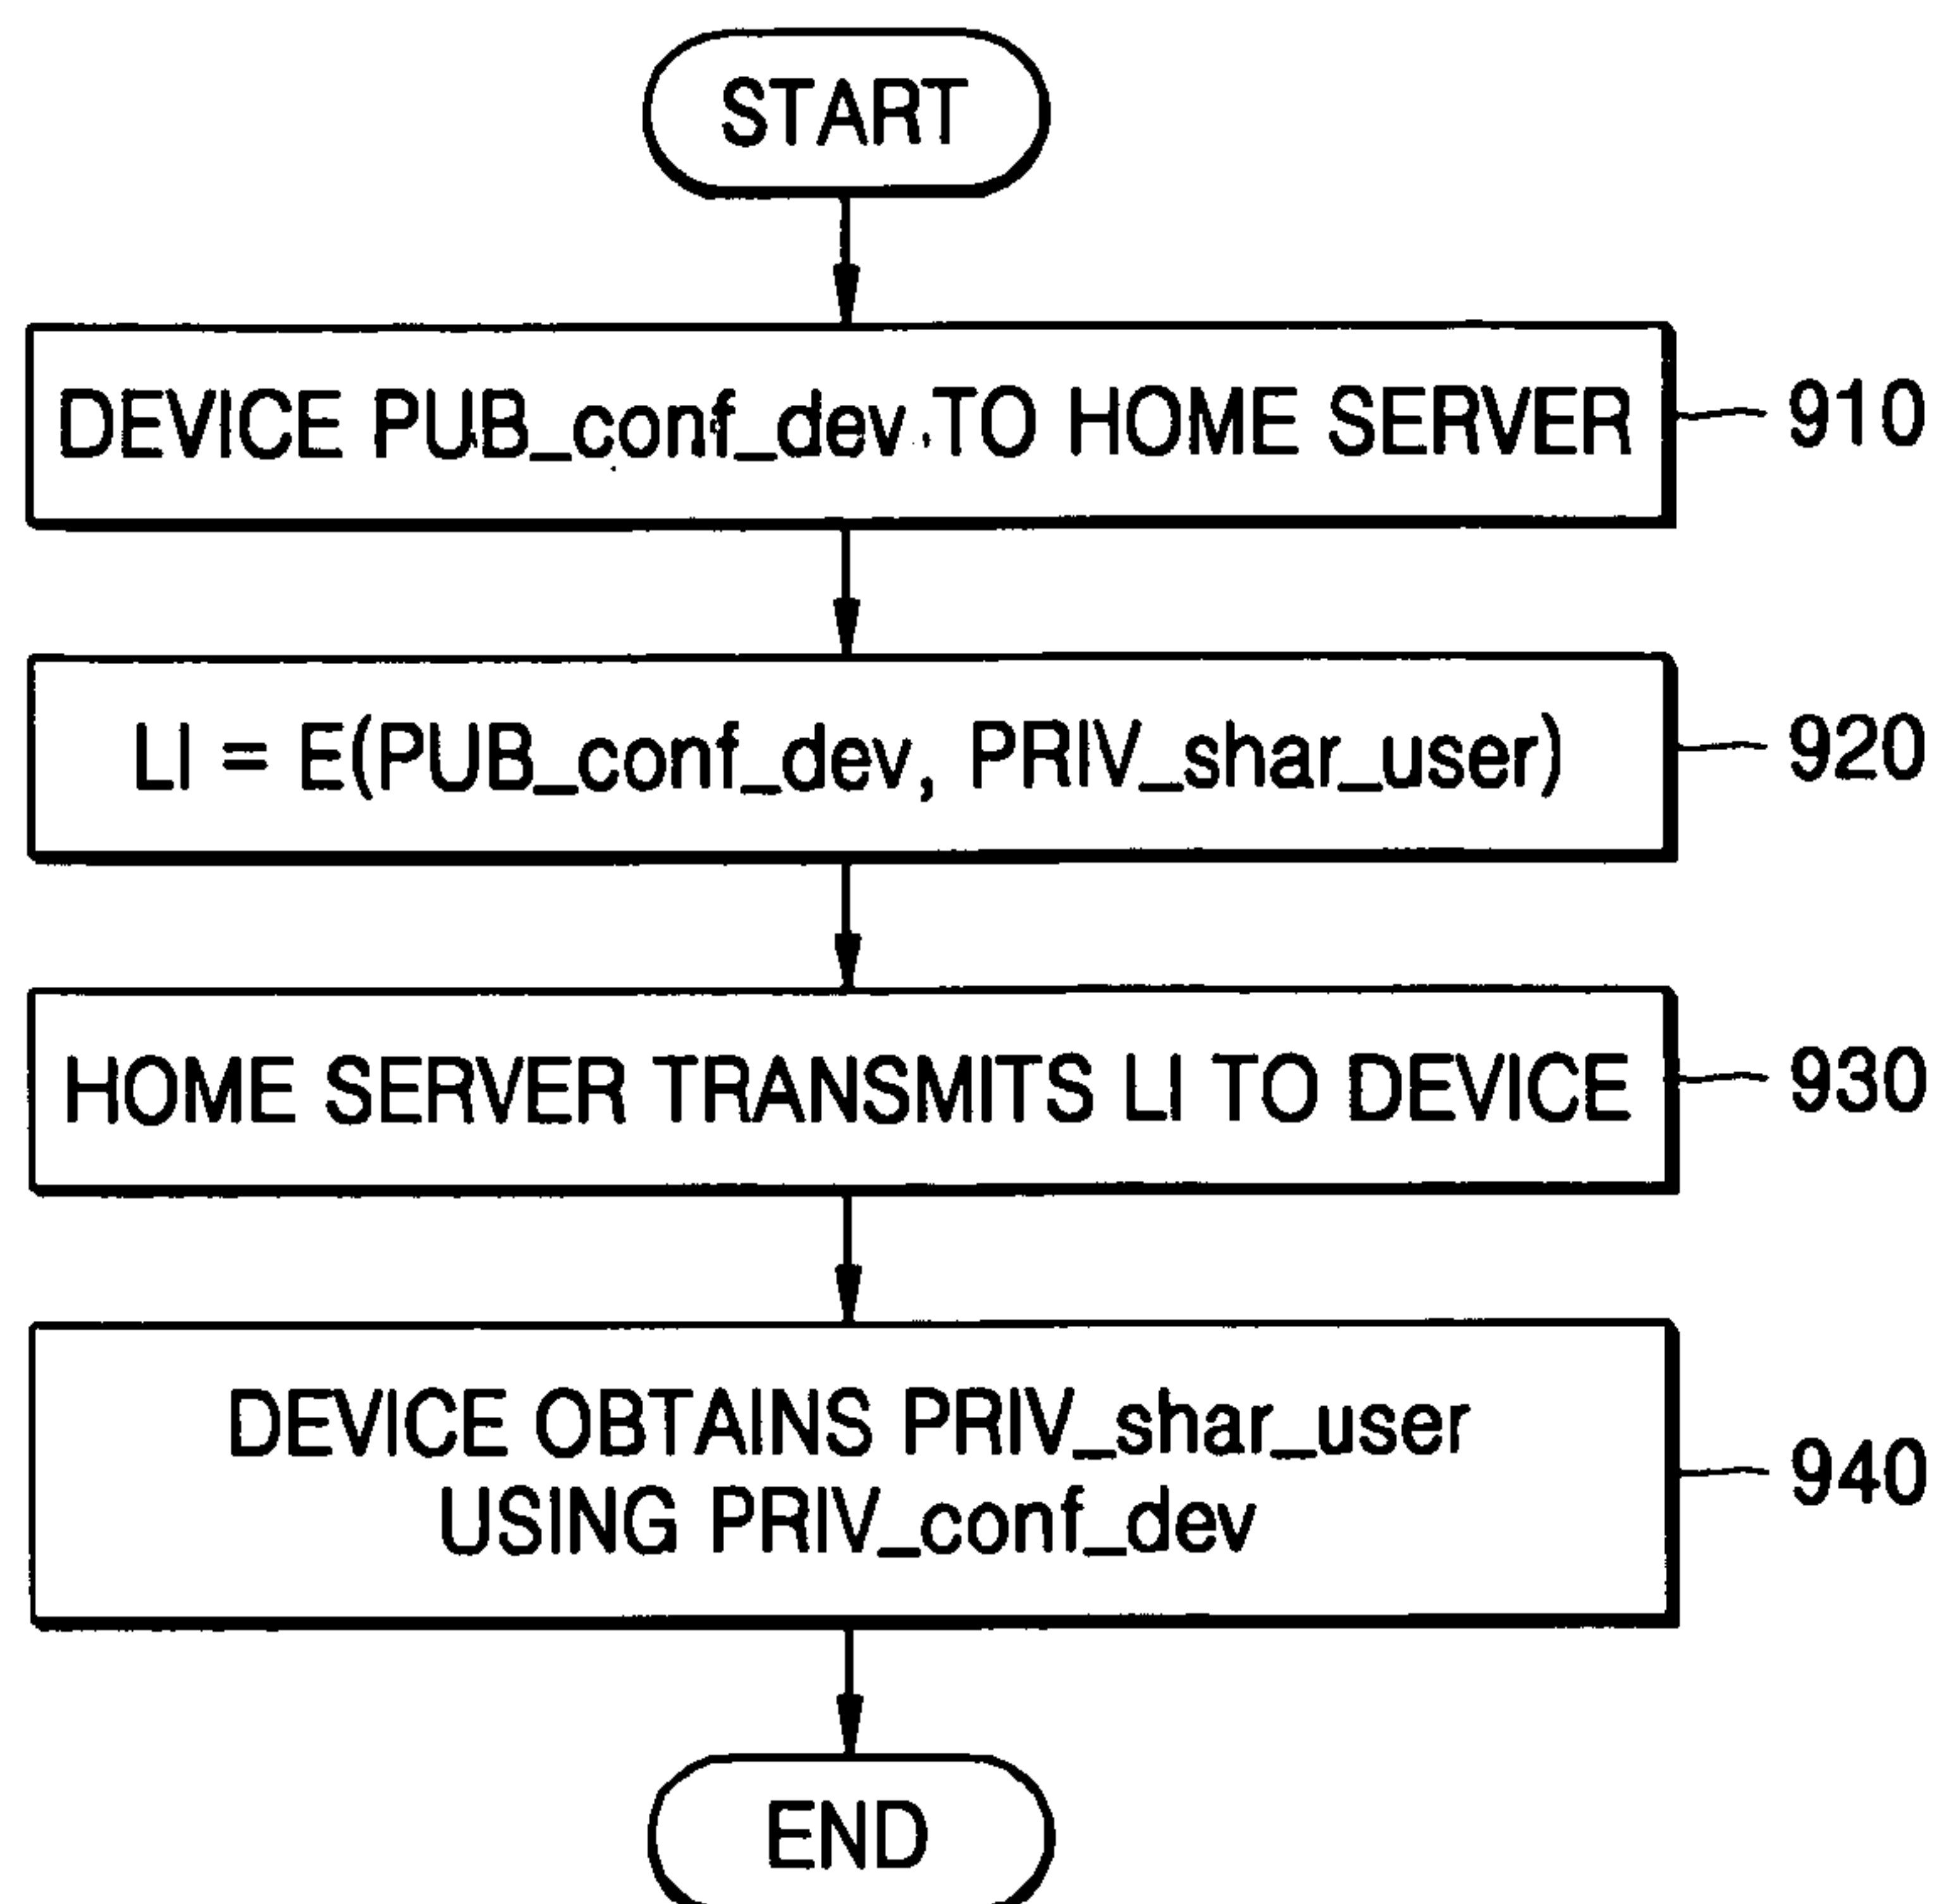 START
DEVICE PUB_conf_dev TO HOME SERVER
910
LI = E(PUB_conf_dev, PRIV_shar_user)
920
HOME SERVER TRANSMITS LI TO DEVICE
930
DEVICE OBTAINS PRIV_shar_user
USING PRIV_conf_dev
940
END